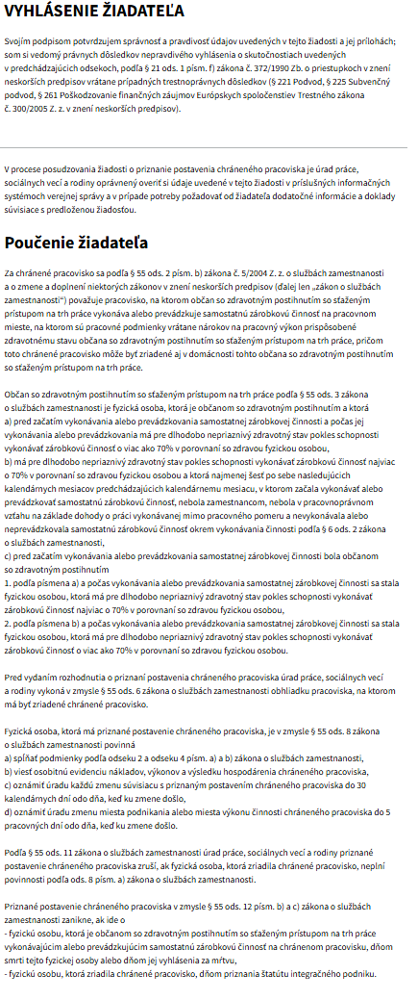 VYHLÁSENIE ŽIADATEĽA
Svojím podpisom potvrdzujem správnosť a pravdivosť údajov uvedených v tejto žiadosti a jej prílohách;
som si vedomý právnych dôsledkov nepravdivého vyhlásenia o skutočnostiach uvedených
v predchádzajúcich odsekoch, podľa § 21 ods. 1 písm. f) zákona č. 372/1990 Zb. o priestupkoch v znení
neskorších predpisov vrátane prípadných trestnoprávnych dôsledkov (§ 221 Podvod, § 225 Subvenčný
podvod, § 261 Poškodzovanie finančných záujmov Európskych spoločenstiev Trestného zákona
č. 300/2005 Z. z. v znení neskorších predpisov).
V procese posudzovania žiadosti o priznanie postavenia chráneného pracoviska je úrad práce,
sociálnych vecí a rodiny oprávnený overiť si údaje uvedené v tejto žiadosti v príslušných informačných
systémoch verejnej správy a v prípade potreby požadovať od žiadateľa dodatočné informácie a doklady
súvisiace s predloženou žiadosťou.
Poučenie žiadateľa
Za chránené pracovisko sa podľa § 55 ods. 2 písm. b) zákona č. 5/2004 Z. z. o službách zamestnanosti
a o zmene a doplnení niektorých zákonov v znení neskorších predpisov (ďalej len „zákon o službách
zamestnanosti“) považuje pracovisko, na ktorom občan so zdravotným postihnutím so sťaženým
prístupom na trh práce vykonáva alebo prevádzkuje samostatnú zárobkovú činnosť na pracovnom
mieste, na ktorom sú pracovné podmienky vrátane nárokov na pracovný výkon prispôsobené
zdravotnému stavu občana so zdravotným postihnutím so sťaženým prístupom na trh práce, pričom
toto chránené pracovisko môže byť zriadené aj v domácnosti tohto občana so zdravotným postihnutím
so sťaženým prístupom na trh práce.
Občan so zdravotným postihnutím so sťaženým prístupom na trh práce podľa § 55 ods. 3 zákona
o službách zamestnanosti je fyzická osoba, ktorá je občanom so zdravotným postihnutím a ktorá
a) pred začatím vykonávania alebo prevádzkovania samostatnej zárobkovej činnosti a počas jej
vykonávania alebo prevádzkovania má pre dlhodobo nepriaznivý zdravotný stav pokles schopnosti
vykonávať zárobkovú činnosť o viac ako 70% v porovnaní so zdravou fyzickou osobou,
b) má pre dlhodobo nepriaznivý zdravotný stav pokles schopnosti vykonávať zárobkovú činnosť najviac
o 70% v porovnaní so zdravou fyzickou osobou a ktorá najmenej šesť po sebe nasledujúcich
kalendárnych mesiacov predchádzajúcich kalendárnemu mesiacu, v ktorom začala vykonávať alebo
prevádzkovať samostatnú zárobkovú činnosť, nebola zamestnancom, nebola v pracovnoprávnom
vzťahu na základe dohody o práci vykonávanej mimo pracovného pomeru a nevykonávala alebo
neprevádzkovala samostatnú zárobkovú činnosť okrem vykonávania činnosti podľa § 6 ods. 2 zákona
o službách zamestnanosti,
c) pred začatím vykonávania alebo prevádzkovania samostatnej zárobkovej činnosti bola občanom
so zdravotným postihnutím
1. podľa písmena a) a počas vykonávania alebo prevádzkovania samostatnej zárobkovej činnosti sa stala
fyzickou osobou, ktorá má pre dlhodobo nepriaznivý zdravotný stav pokles schopnosti vykonávať
zárobkovú činnosť najviac o 70% v porovnaní so zdravou fyzickou osobou,
2. podľa písmena b) a počas vykonávania alebo prevádzkovania samostatnej zárobkovej činnosti sa stala
fyzickou osobou, ktorá má pre dlhodobo nepriaznivý zdravotný stav pokles schopnosti vykonávať
zárobkovú činnosť o viac ako 70% v porovnaní so zdravou fyzickou osobou.
Pred vydaním rozhodnutia o priznaní postavenia chráneného pracoviska úrad práce, sociálnych vecí
a rodiny vykoná v zmysle § 55 ods. 6 zákona o službách zamestnanosti obhliadku pracoviska, na ktorom
má byť zriadené chránené pracovisko.
Fyzická osoba, ktorá má priznané postavenie chráneného pracoviska, je v zmysle § 55 ods. 8 zákona
o službách zamestnanosti povinná
a) spĺňať podmienky podľa odseku 2 a odseku 4 písm. a) a b) zákona o službách zamestnanosti,
b) viesť osobitnú evidenciu nákladov, výkonov a výsledku hospodárenia chráneného pracoviska,
c) oznámiť úradu každú zmenu súvisiacu s priznaným postavením chráneného pracoviska do 30
kalendárnych dní odo dňa, keď ku zmene došlo,
d) oznámiť úradu zmenu miesta podnikania alebo miesta výkonu činnosti chráneného pracoviska do 5
pracovných dní odo dňa, keď ku zmene došlo.
Podľa § 55 ods. 11 zákona o službách zamestnanosti úrad práce, sociálnych vecí a rodiny priznané
postavenie chráneného pracoviska zruší, ak fyzická osoba, ktorá zriadila chránené pracovisko, neplní
povinnosti podľa ods. 8 písm. a) zákona o službách zamestnanosti.
Priznané postavenie chráneného pracoviska v zmysle § 55 ods. 12 písm. b) a c) zákona o službách
zamestnanosti zanikne, ak ide o
- fyzickú osobu, ktorá je občanom so zdravotným postihnutím so sťaženým prístupom na trh práce
vykonávajúcim alebo prevádzkujúcim samostatnú zárobkovú činnosť na chránenom pracovisku, dňom
smrti tejto fyzickej osoby alebo dňom jej vyhlásenia za mŕtvu,
- fyzickú osobu, ktorá zriadila chránené pracovisko, dňom priznania štatútu integračného podniku.